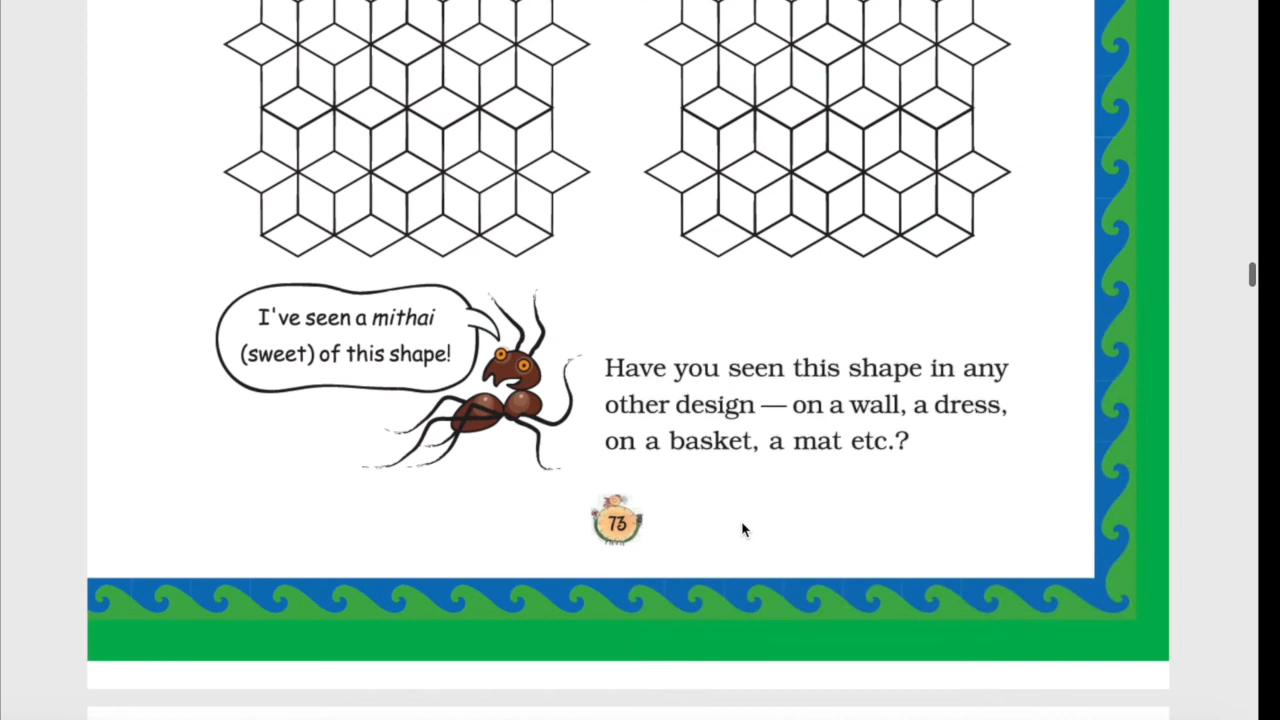 I've seen a mithai
(sweet) of this shape!
Have you seen this shape in any
other design — on a wall, a dress,
on a basket, a mat etc.?
73